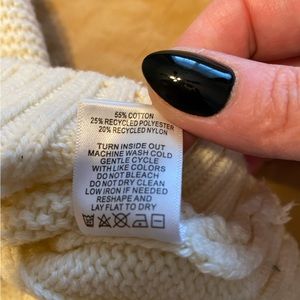 55% COTTON
25% RECYCLED POLYESTER
20% RECYCLED NYLON
TURN INSIDE OUT
MACHINE WASH COLD
GENTLE CYCLE
WITH LIKE COLORS
DO NOT BLEACH
DO NOT DRY CLEAN
LOW IRON IF NEEDED
RESHAPE AND
LAY FLAT TO DRY